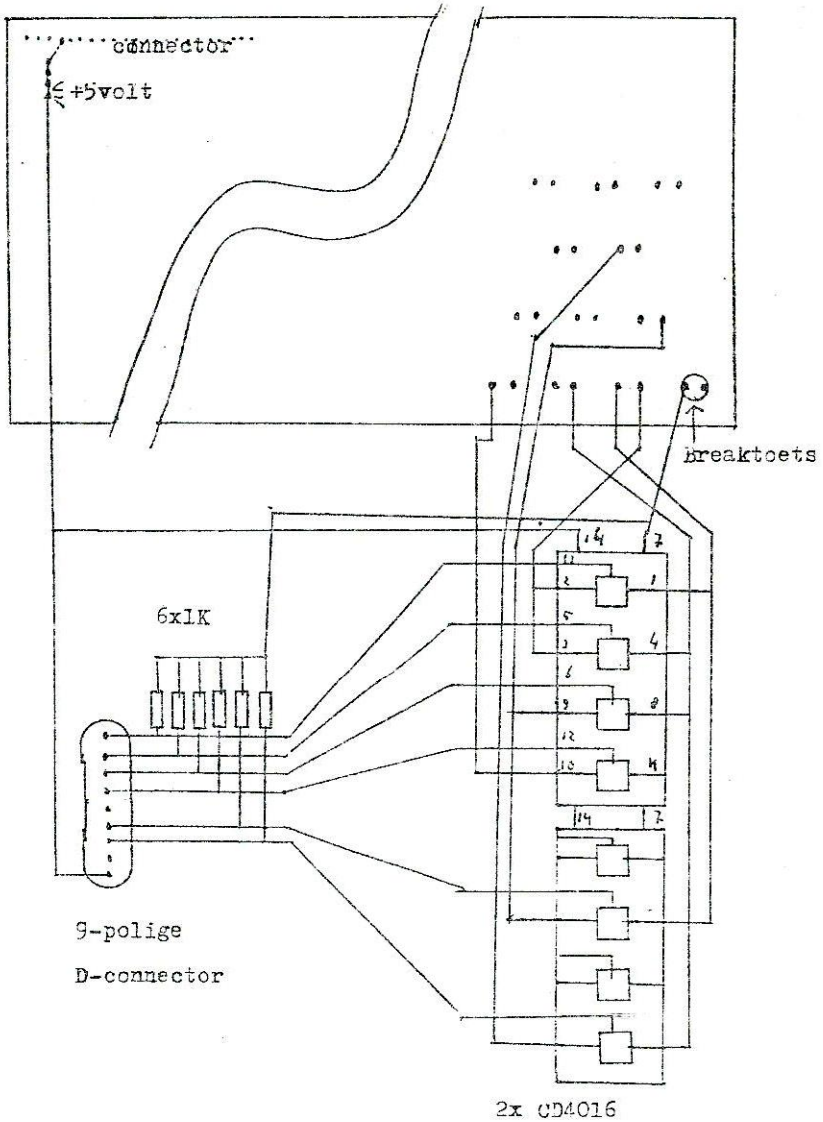 connector
+5volt
Breaktoets
14 7
13
2 1
6x1K
5
3 4
6
9 8
12
10 11
14 7
9-polige
D-connector
2x CD4016